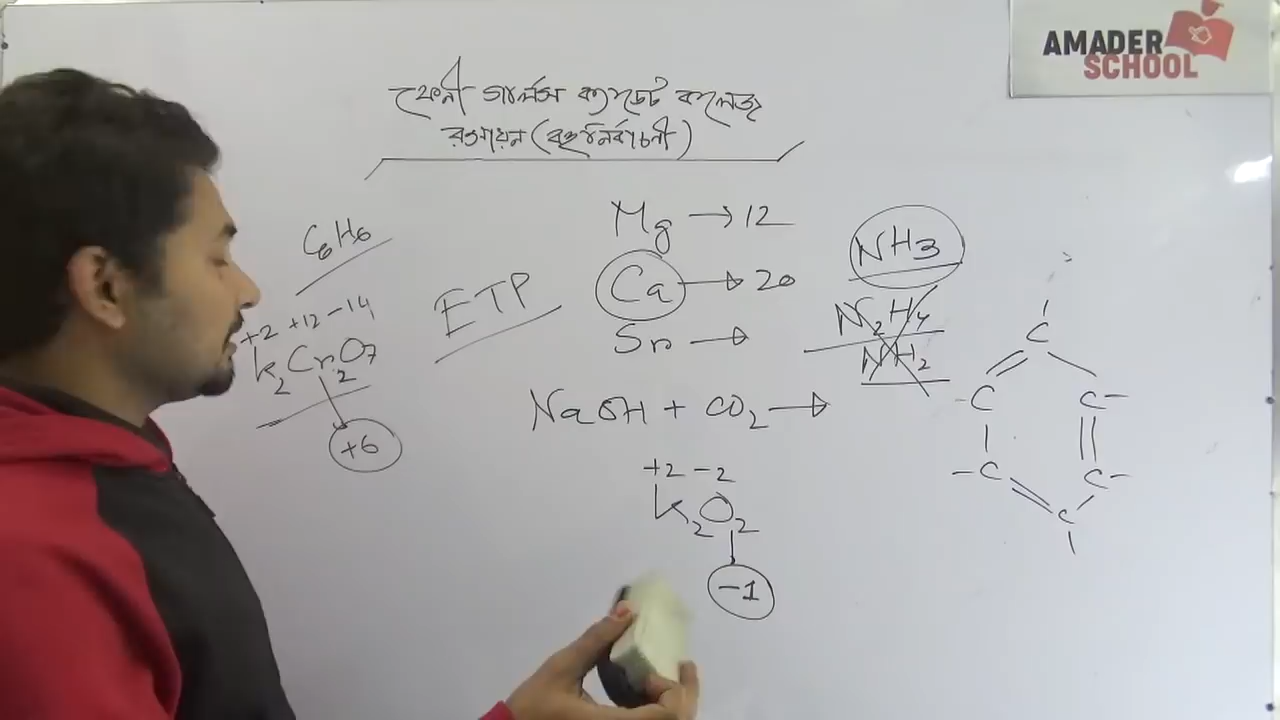 AMADER
SCHOOL
ফেনী গার্লস ক্যাডেট কলেজ
রসায়ন (বহুনির্বাচনী)
C6H6
+2 +12 -14
K2Cr2O7
+6
ETP
Mg → 12
Ca → 20
Sr →
NaOH + CO2 →
+2 -2
K2O2
-1
NH3
N2H4
NH2
C
C C
C C
C